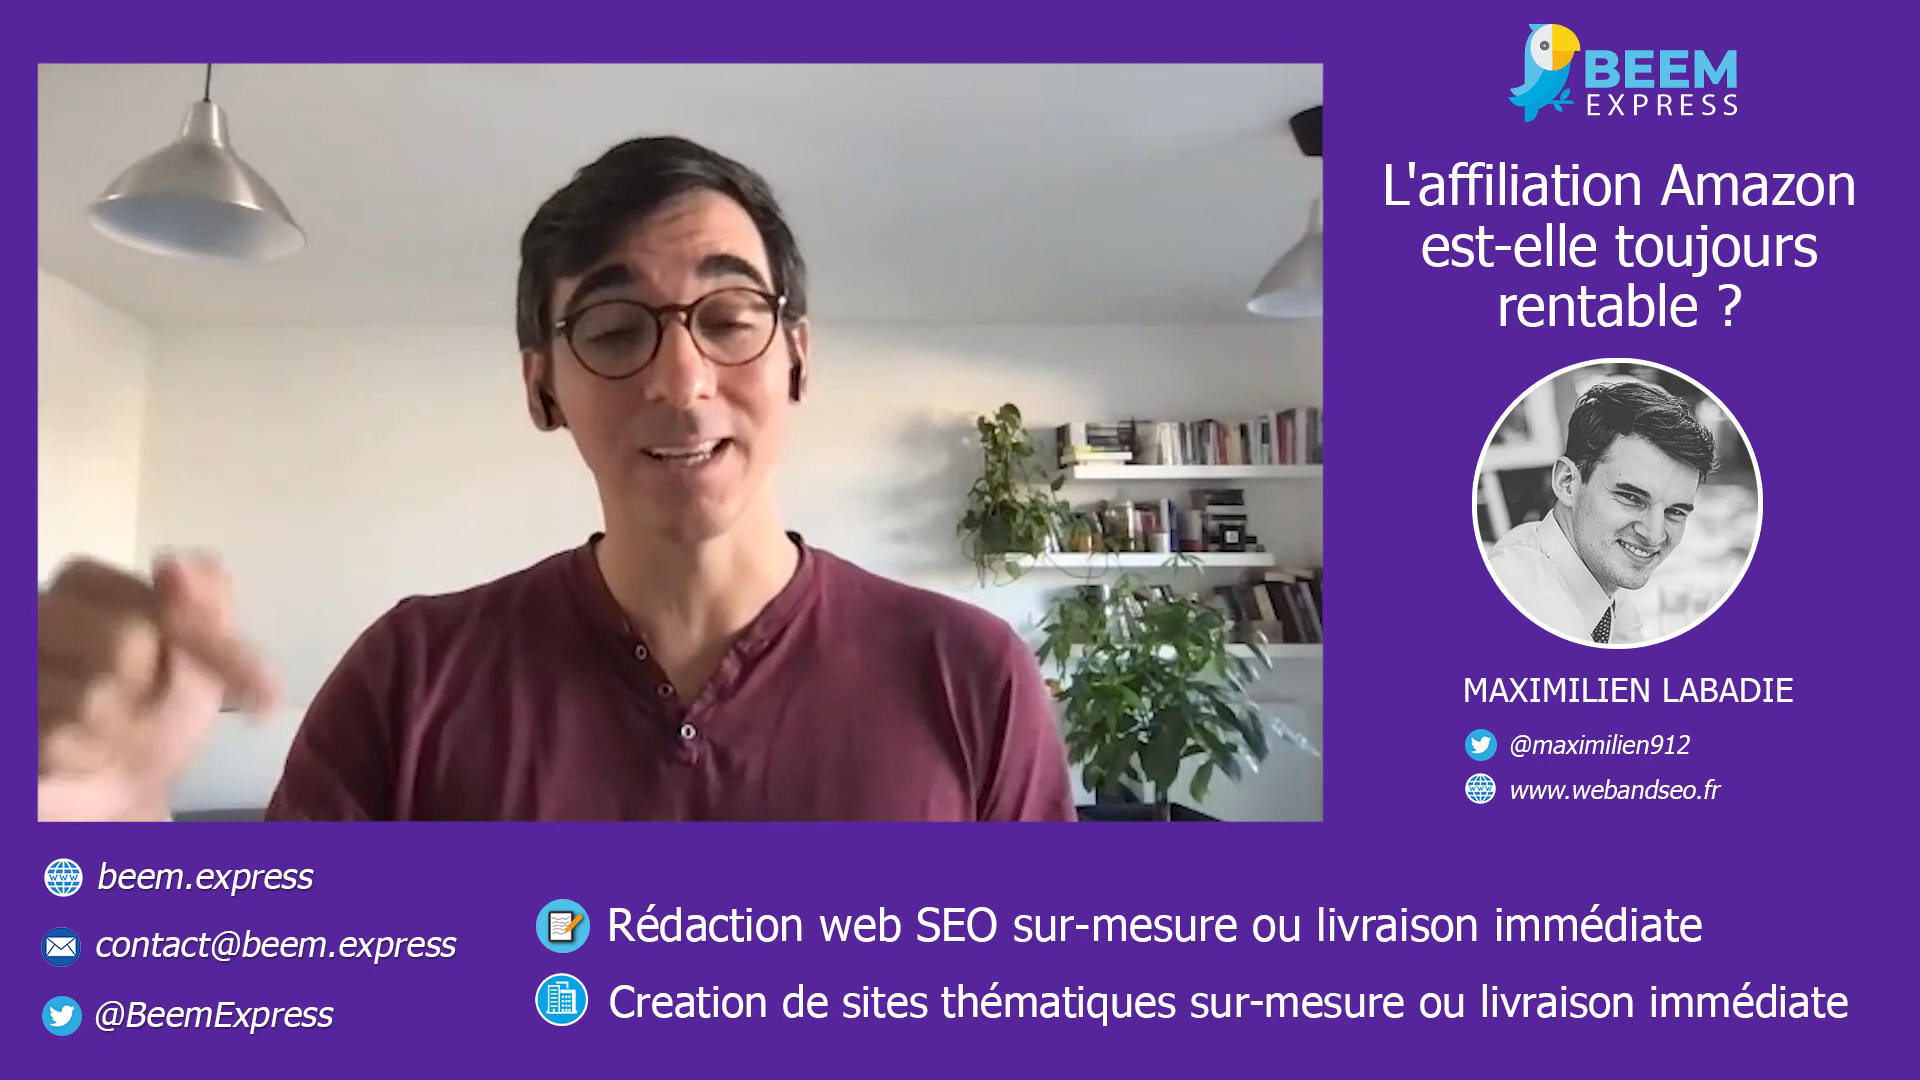 BEEM
EXPRESS
L'affiliation Amazon
est-elle toujours
rentable ?
MAXIMILIEN LABADIE
@maximilien912
www.webandseo.fr
beem.express
contact@beem.express
@BeemExpress
Rédaction web SEO sur-mesure ou livraison immédiate
Creation de sites thématiques sur-mesure ou livraison immédiate